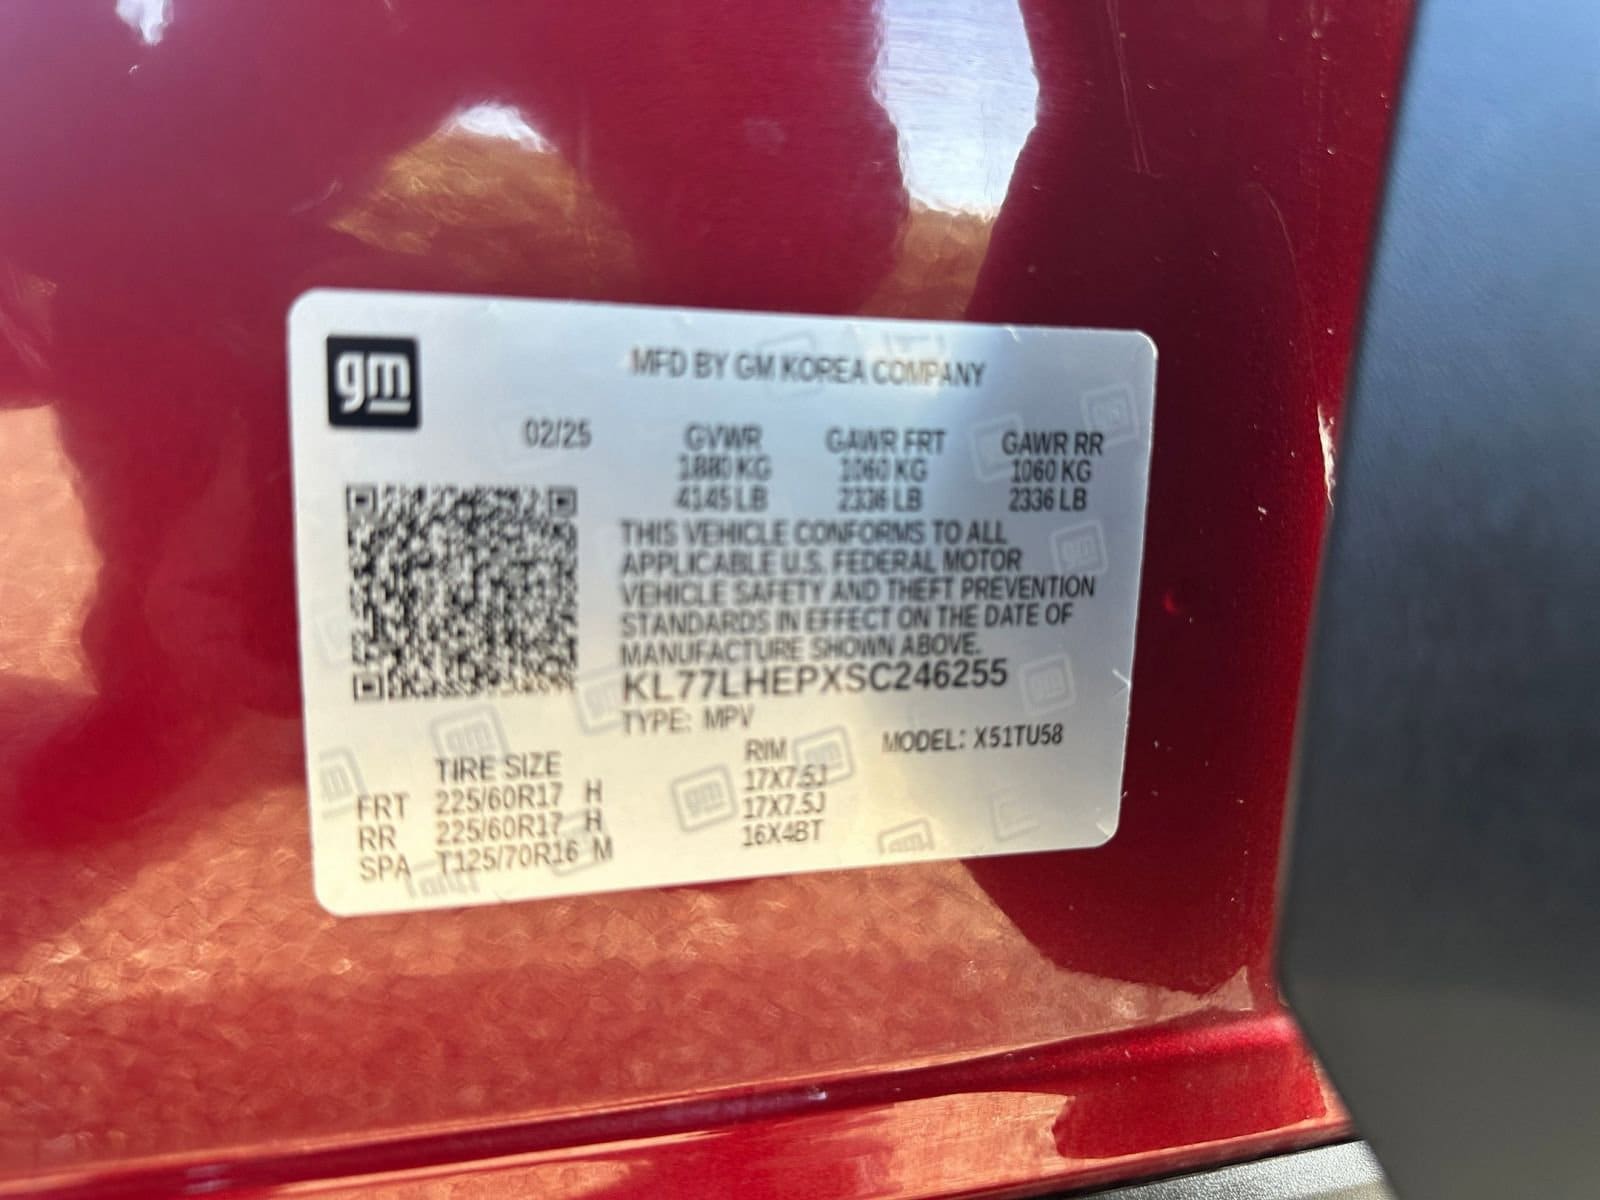 gm
MFD BY GM KOREA COMPANY
02/25 GVWR GAWR FRT GAWR RR
1880 KG 1060 KG 1060 KG
4145 LB 2336 LB 2336 LB
THIS VEHICLE CONFORMS TO ALL
APPLICABLE U.S. FEDERAL MOTOR
VEHICLE SAFETY AND THEFT PREVENTION
STANDARDS IN EFFECT ON THE DATE OF
MANUFACTURE SHOWN ABOVE.
KL77LHEPXSC246255
TYPE: MPV MODEL: X51TU58
TIRE SIZE RIM
FRT 225/60R17 H 17X7.5J
RR 225/60R17 H 17X7.5J
SPA T125/70R16 M 16X4BT